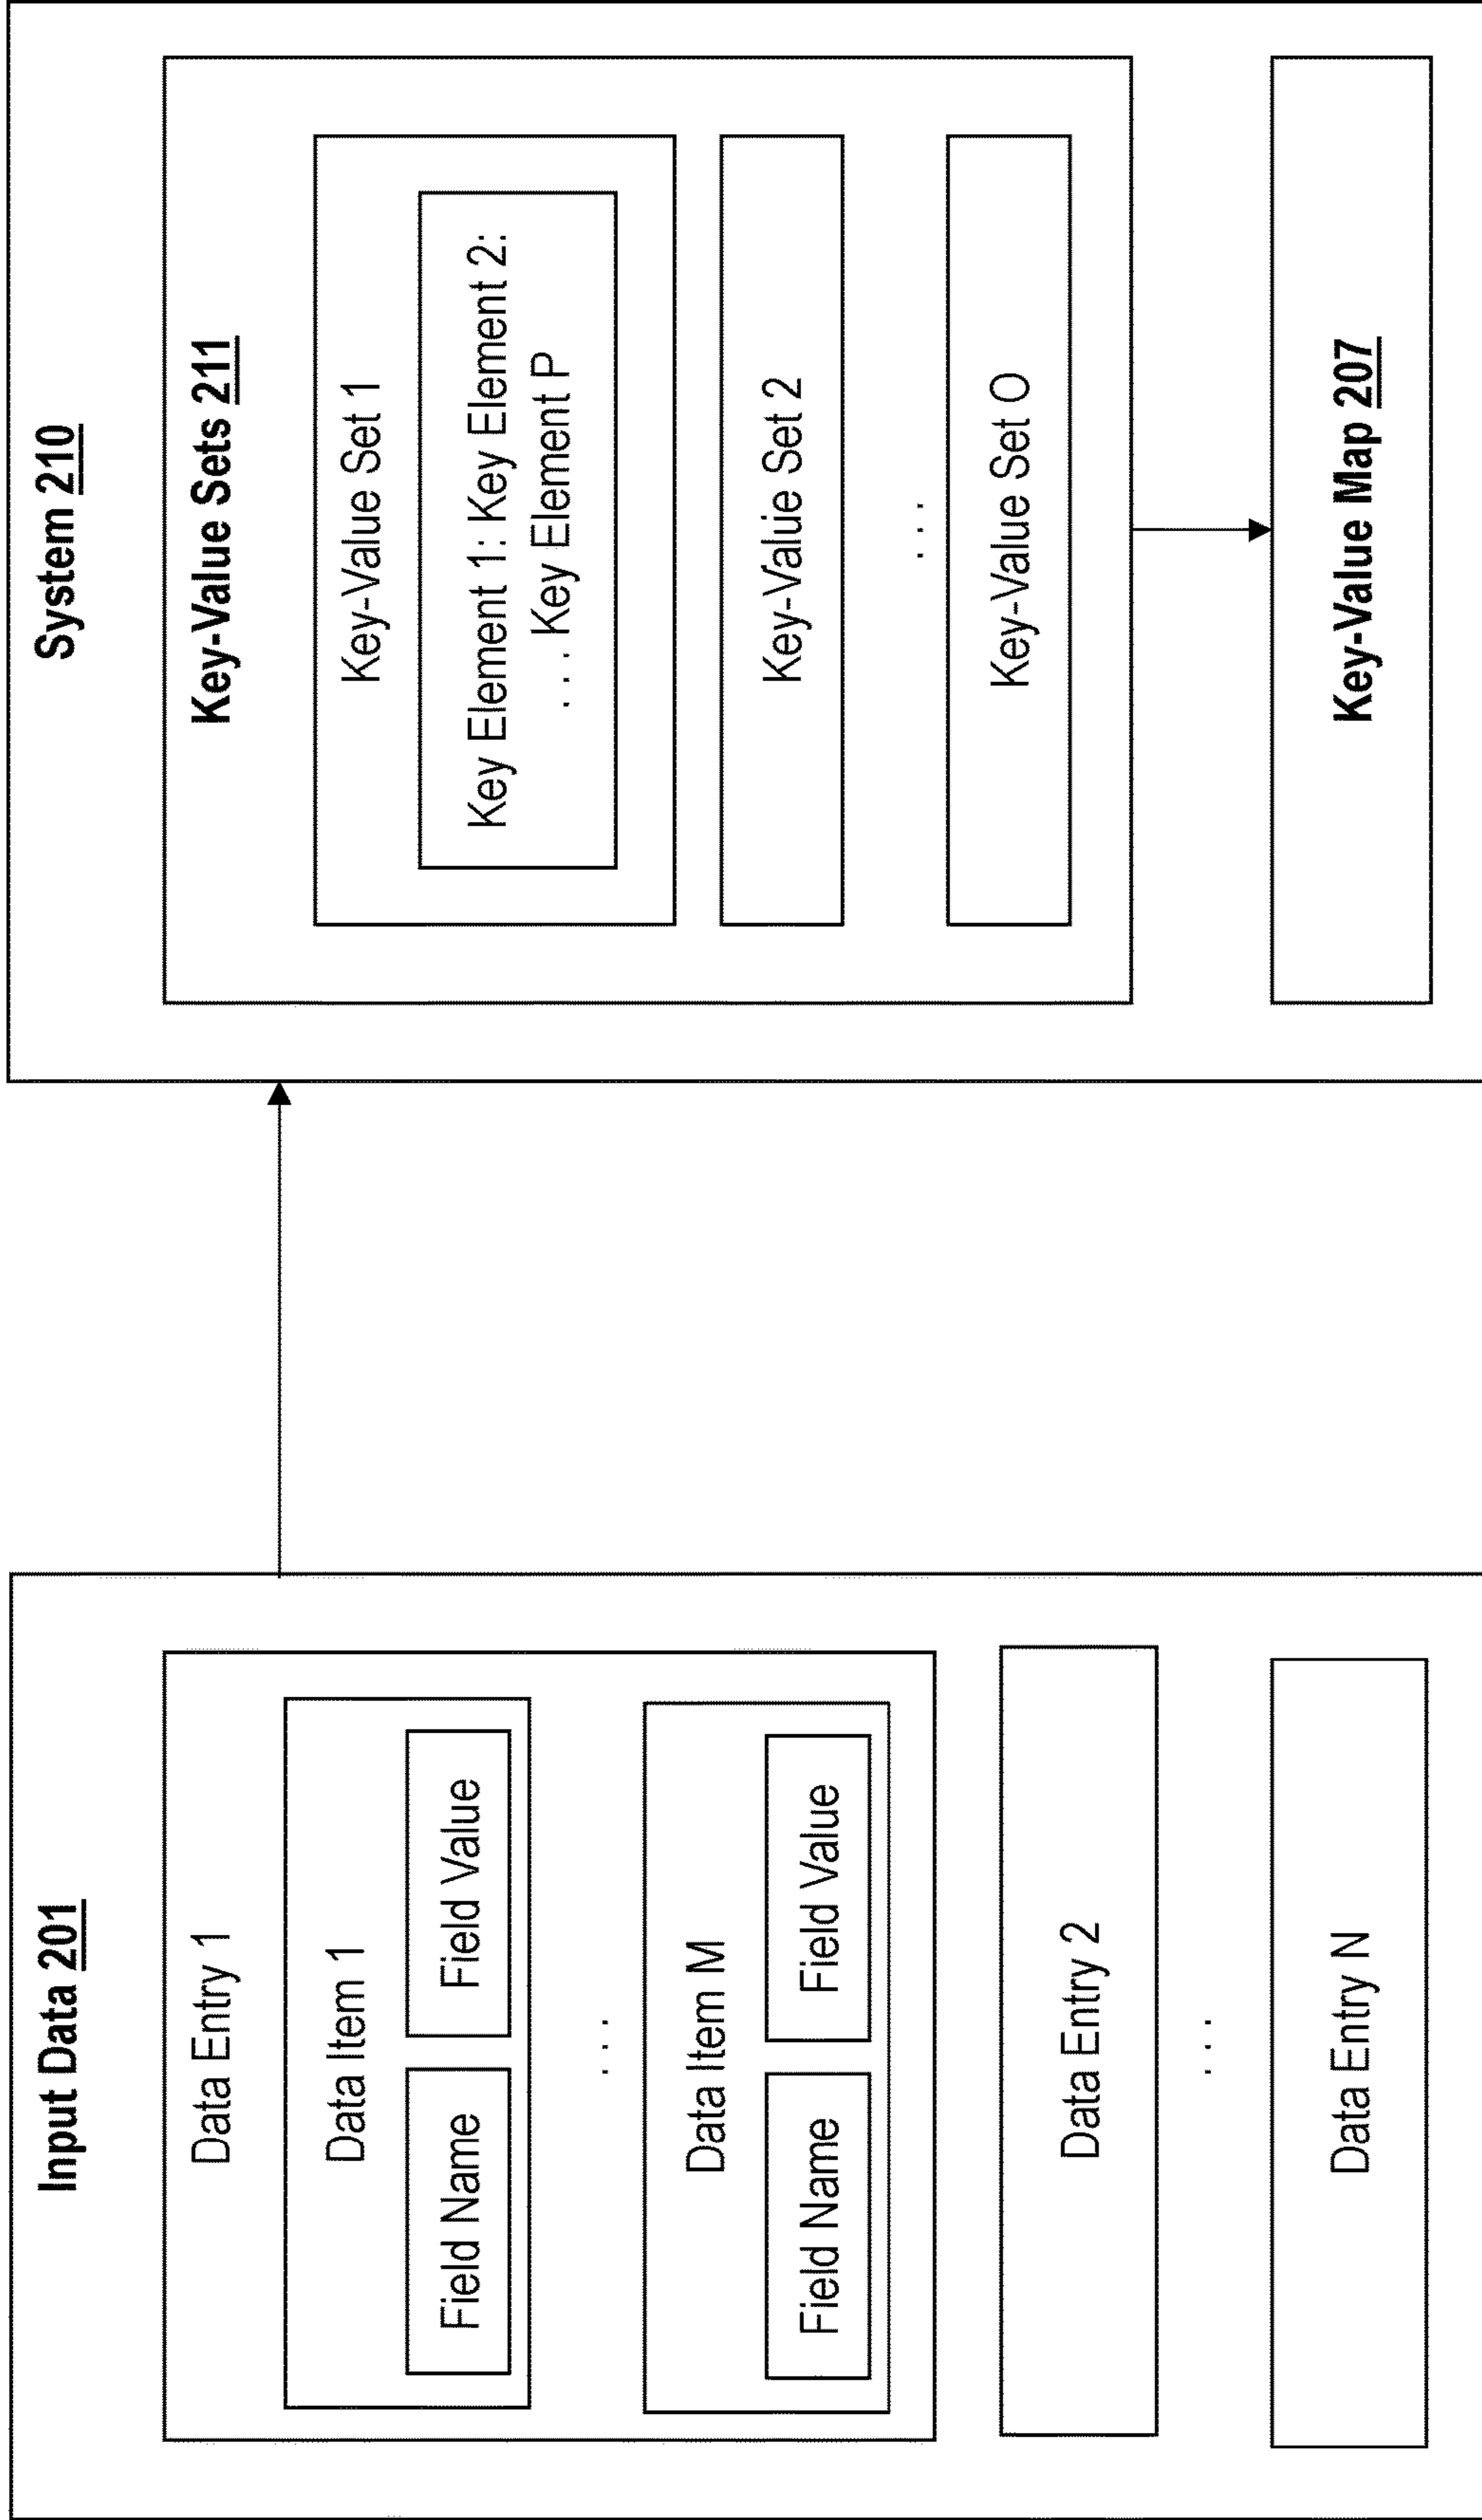 Input Data 201
Data Entry 1
Data Item 1
Field Name
Field Value
. . .
Data Item M
Field Name
Field Value
Data Entry 2
. . .
Data Entry N
System 210
Key-Value Sets 211
Key-Value Set 1
Key Element 1: Key Element 2:
. . . Key Element P
Key-Value Set 2
. . .
Key-Value Set O
Key-Value Map 207